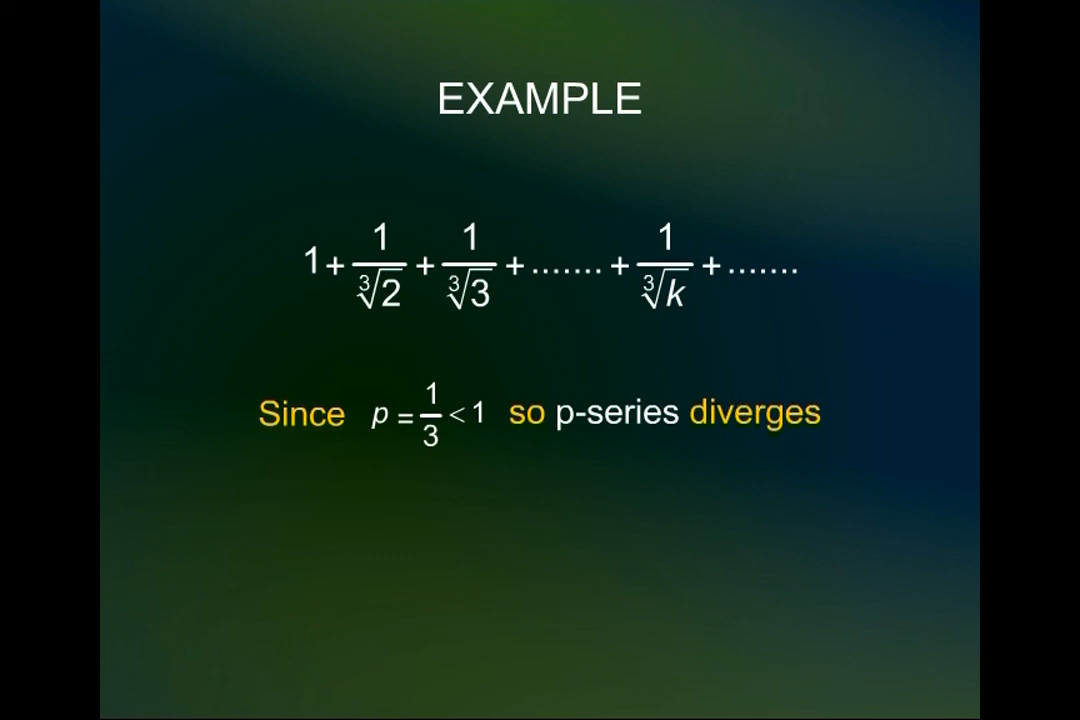 EXAMPLE
1+ 1/∛2 + 1/∛3 +.......+ 1/∛k +.......
Since p = 1/3 < 1 so p-series diverges